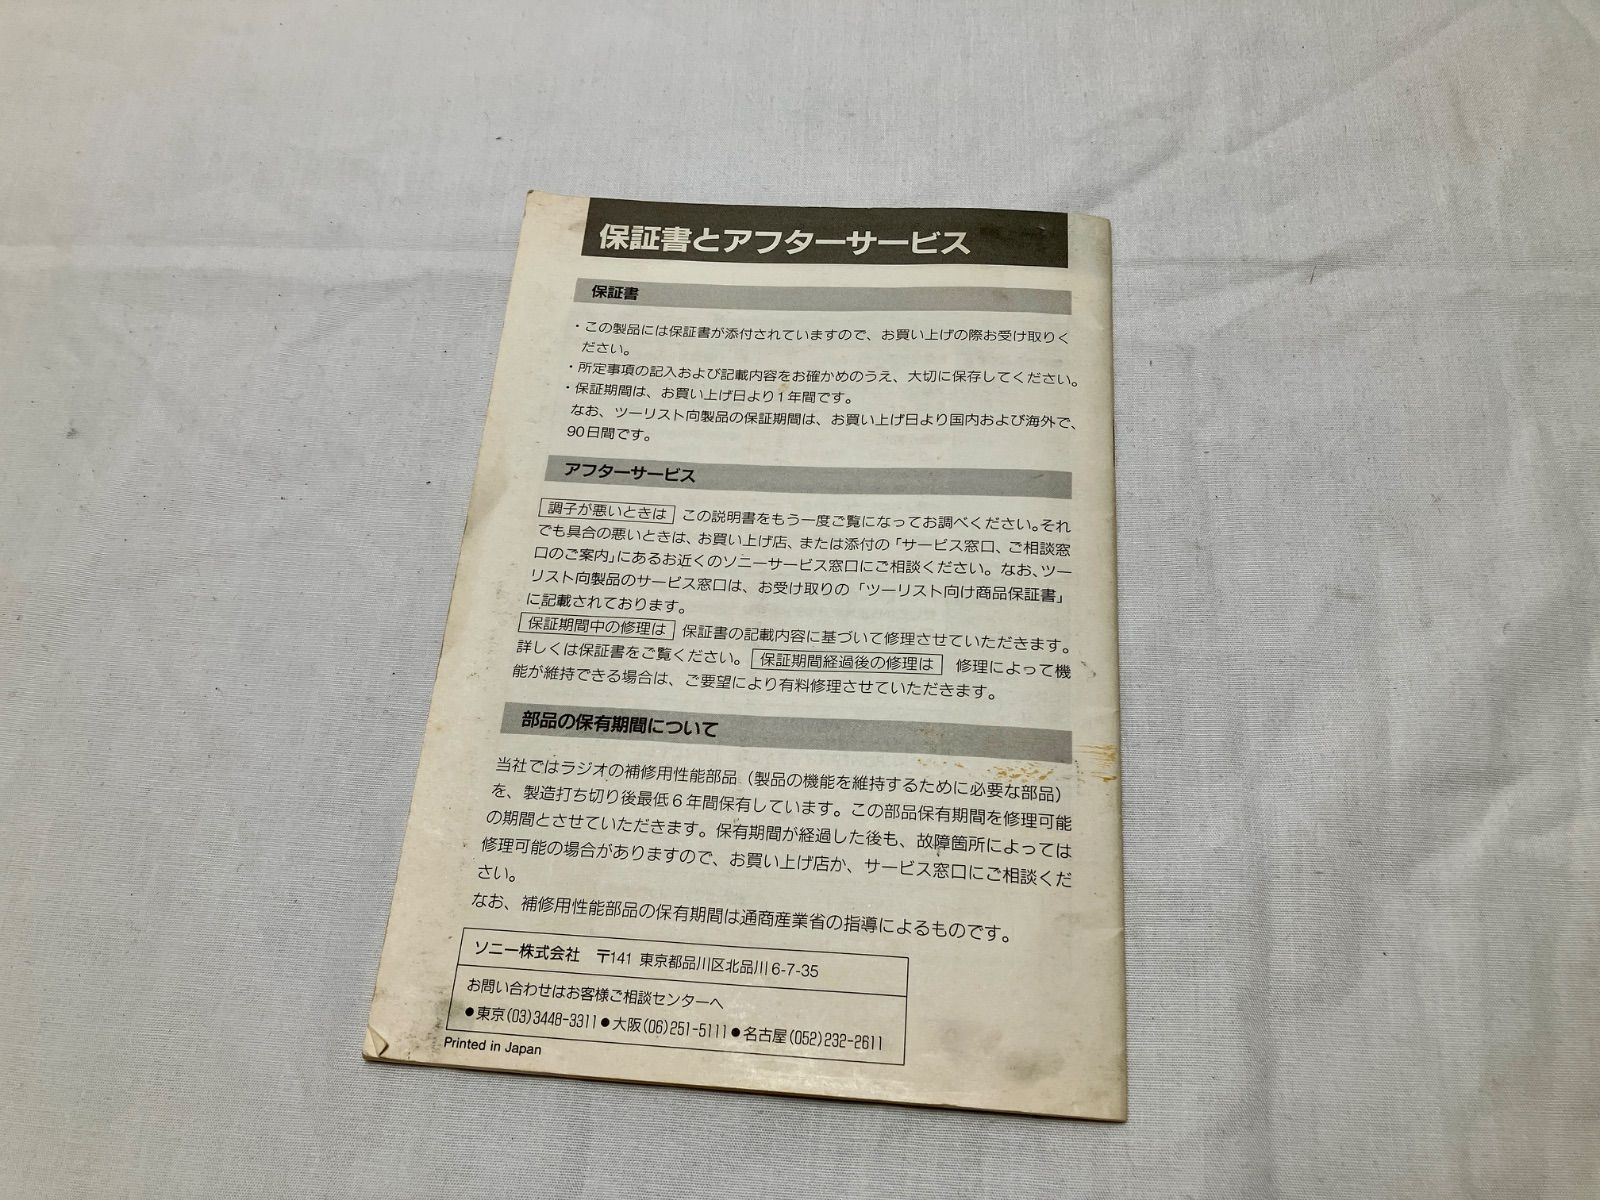 保証書とアフターサービス
保証書
・この製品には保証書が添付されていますので、お買い上げの際お受け取りく
ださい。
・所定事項の記入および記載内容をお確かめのうえ、大切に保存してください。
・保証期間は、お買い上げ日より1年間です。
なお、ツーリスト向製品の保証期間は、お買い上げ日より国内および海外で、
90日間です。
アフターサービス
調子が悪いときは この説明書をもう一度ご覧になってお調べください。それ
でも具合の悪いときは、お買い上げ店、または添付の「サービス窓口、ご相談窓
口のご案内」にあるお近くのソニーサービス窓口にご相談ください。なお、ツー
リスト向製品のサービス窓口は、お受け取りの「ツーリスト向け商品保証書」
に記載されております。
保証期間中の修理は 保証書の記載内容に基づいて修理させていただきます。
詳しくは保証書をご覧ください。 保証期間経過後の修理は 修理によって機
能が維持できる場合は、ご要望により有料修理させていただきます。
部品の保有期間について
当社ではラジオの補修用性能部品（製品の機能を維持するために必要な部品）
を、製造打ち切り後最低6年間保有しています。この部品保有期間を修理可能
の期間とさせていただきます。保有期間が経過した後も、故障箇所によっては
修理可能の場合がありますので、お買い上げ店か、サービス窓口にご相談くだ
さい。
なお、補修用性能部品の保有期間は通商産業省の指導によるものです。
ソニー株式会社 〒141 東京都品川区北品川6-7-35
お問い合わせはお客様ご相談センターへ
●東京(03)3448-3311●大阪(06)251-5111●名古屋(052)232-2611
Printed in Japan